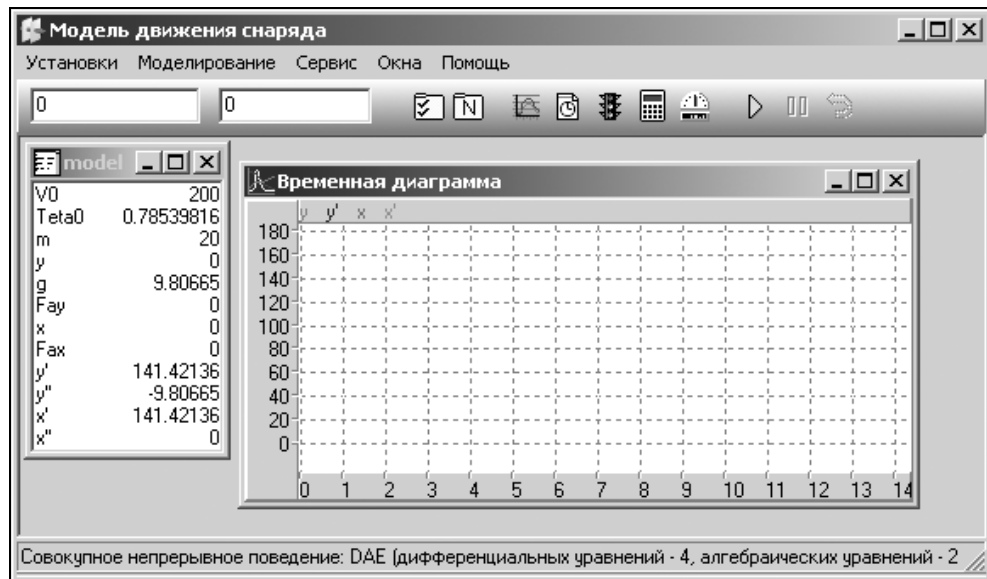 Модель движения снаряда
Установки Моделирование Сервис Окна Помощь
0 0 N
model
V0 200
Teta0 0.78539816
m 20
y 0
g 9.80665
Fay 0
x 0
Fax 0
y' 141.42136
y" -9.80665
x' 141.42136
x" 0
Временная диаграмма
y y' x x'
180
160
140
120
100
80
60
40
20
0
0 1 2 3 4 5 6 7 8 9 10 11 12 13 14
Совокупное непрерывное поведение: DAE (дифференциальных уравнений - 4, алгебраических уравнений - 2